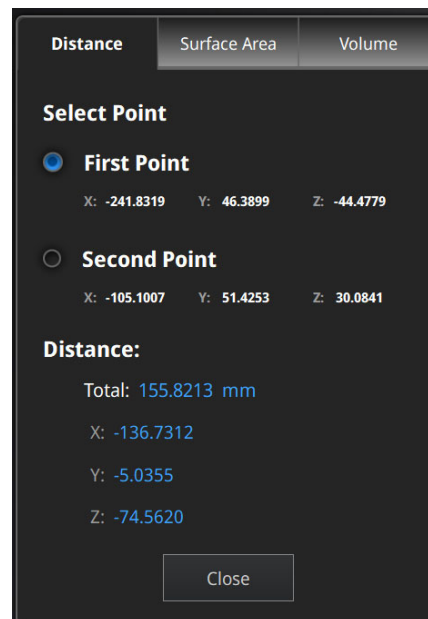 Distance Surface Area Volume
Select Point
First Point
X: -241.8319 Y: 46.3899 Z: -44.4779
Second Point
X: -105.1007 Y: 51.4253 Z: 30.0841
Distance:
Total: 155.8213 mm
X: -136.7312
Y: -5.0355
Z: -74.5620
Close